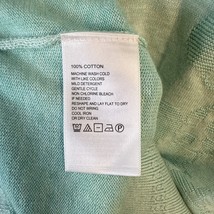 100% COTTON
MACHINE WASH COLD
WITH LIKE COLORS
MILD DETERGENT
GENTLE CYCLE
NON CHLORINE BLEACH
IF NEEDED
RESHAPE AND LAY FLAT TO DRY
DO NOT WRING
COOL IRON
OR DRY CLEAN